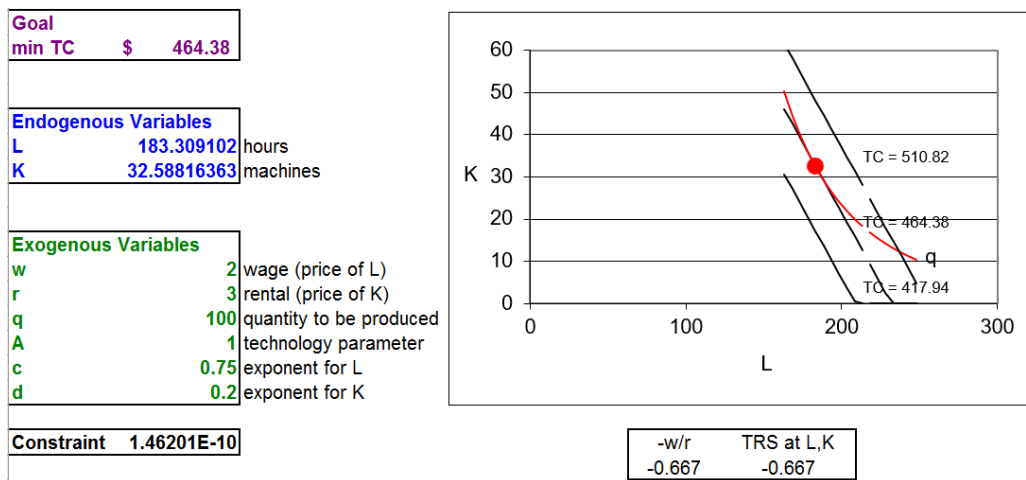 Goal
min TC $ 464.38
Endogenous Variables
L 183.309102 hours
K 32.58816363 machines
Exogenous Variables
w 2 wage (price of L)
r 3 rental (price of K)
q 100 quantity to be produced
A 1 technology parameter
c 0.75 exponent for L
d 0.2 exponent for K
Constraint 1.46201E-10
60
50
40
30
20
10
0
K
TC = 510.82
TC = 464.38
q
TC = 417.94
0 100 200 300
L
-w/r TRS at L,K
-0.667 -0.667